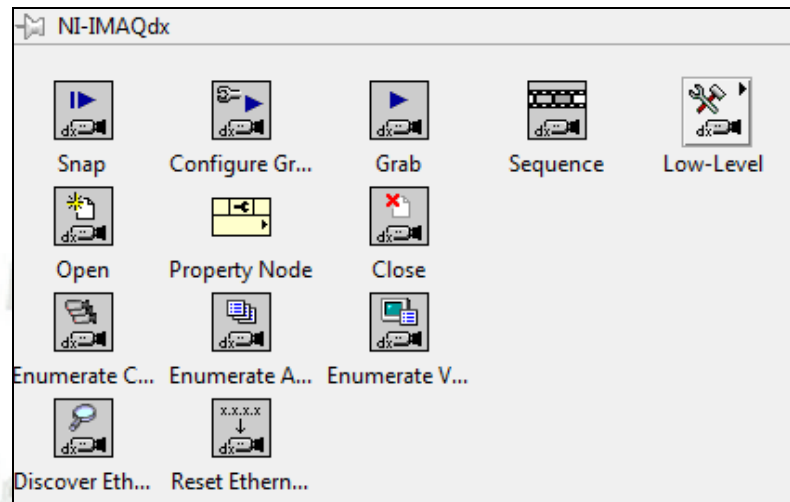 NI-IMAQdx
Snap
Configure Gr...
Grab
Sequence
Low-Level
Open
Property Node
Close
Enumerate C...
Enumerate A...
Enumerate V...
x.x.x.x
Discover Eth...
Reset Ethern...